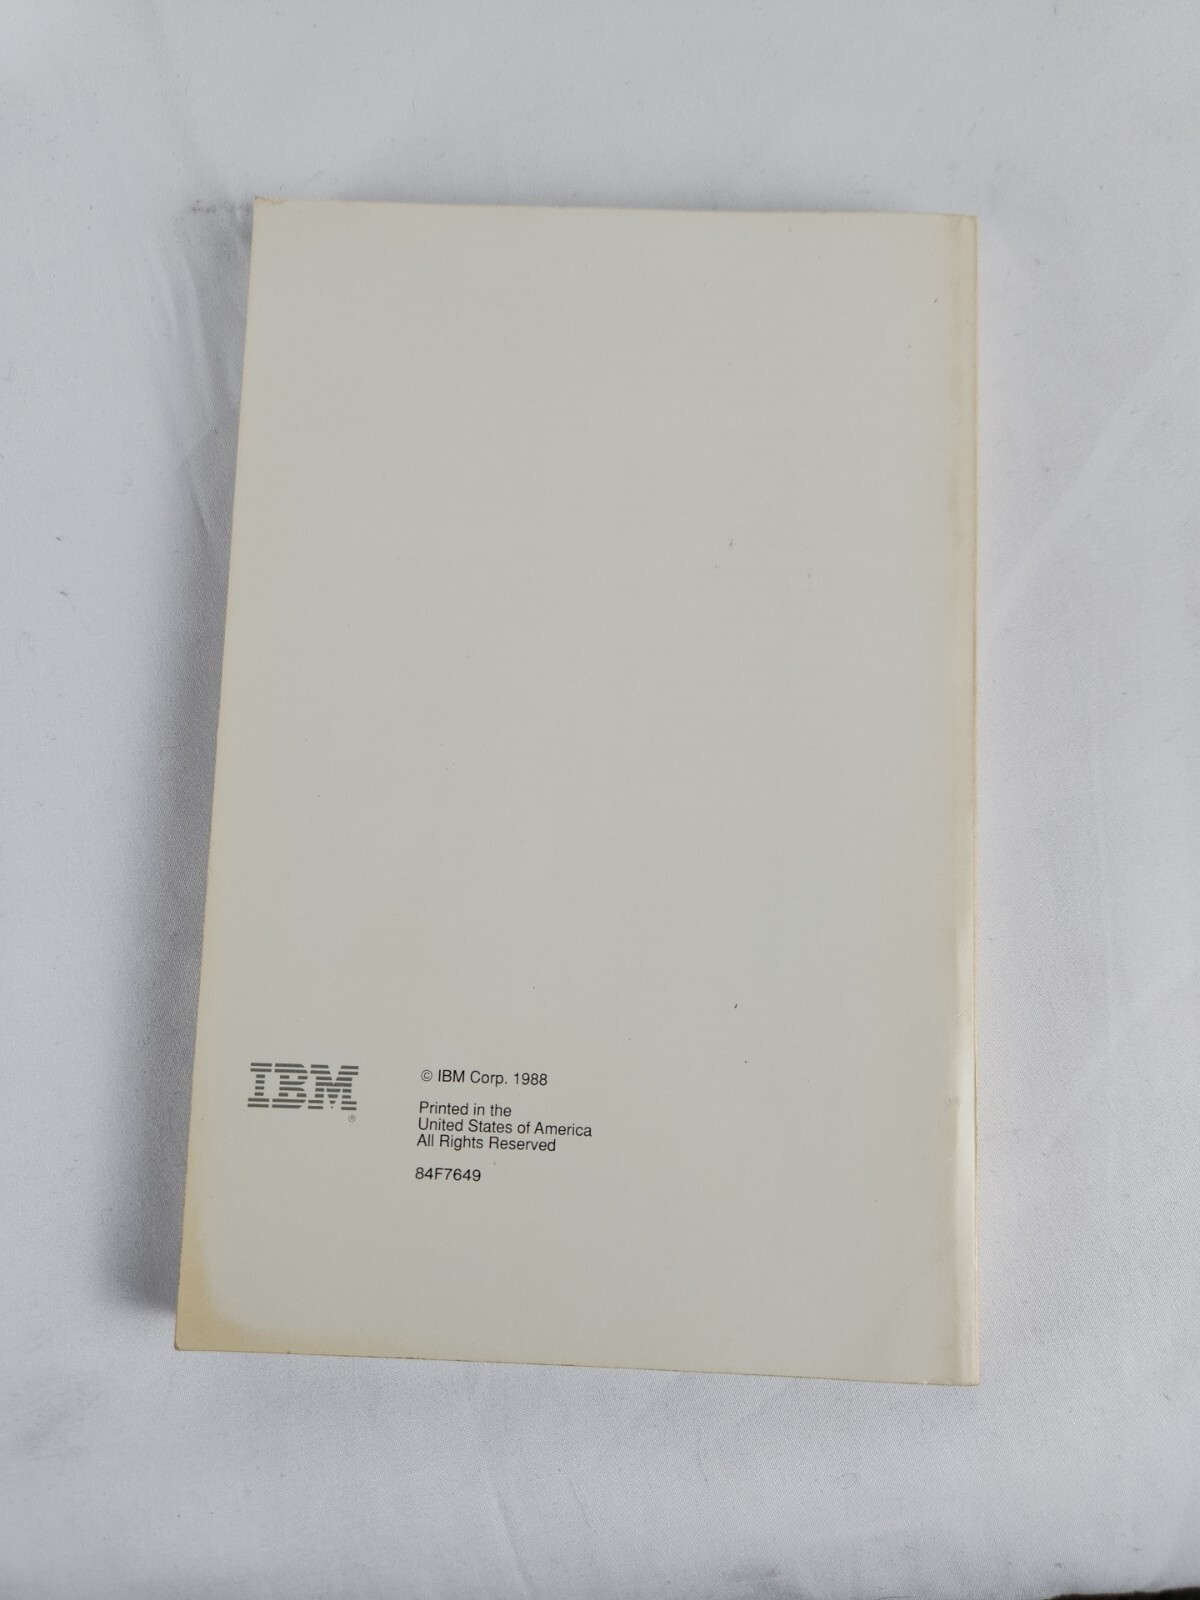 IBM
®
© IBM Corp. 1988
Printed in the
United States of America
All Rights Reserved
84F7649